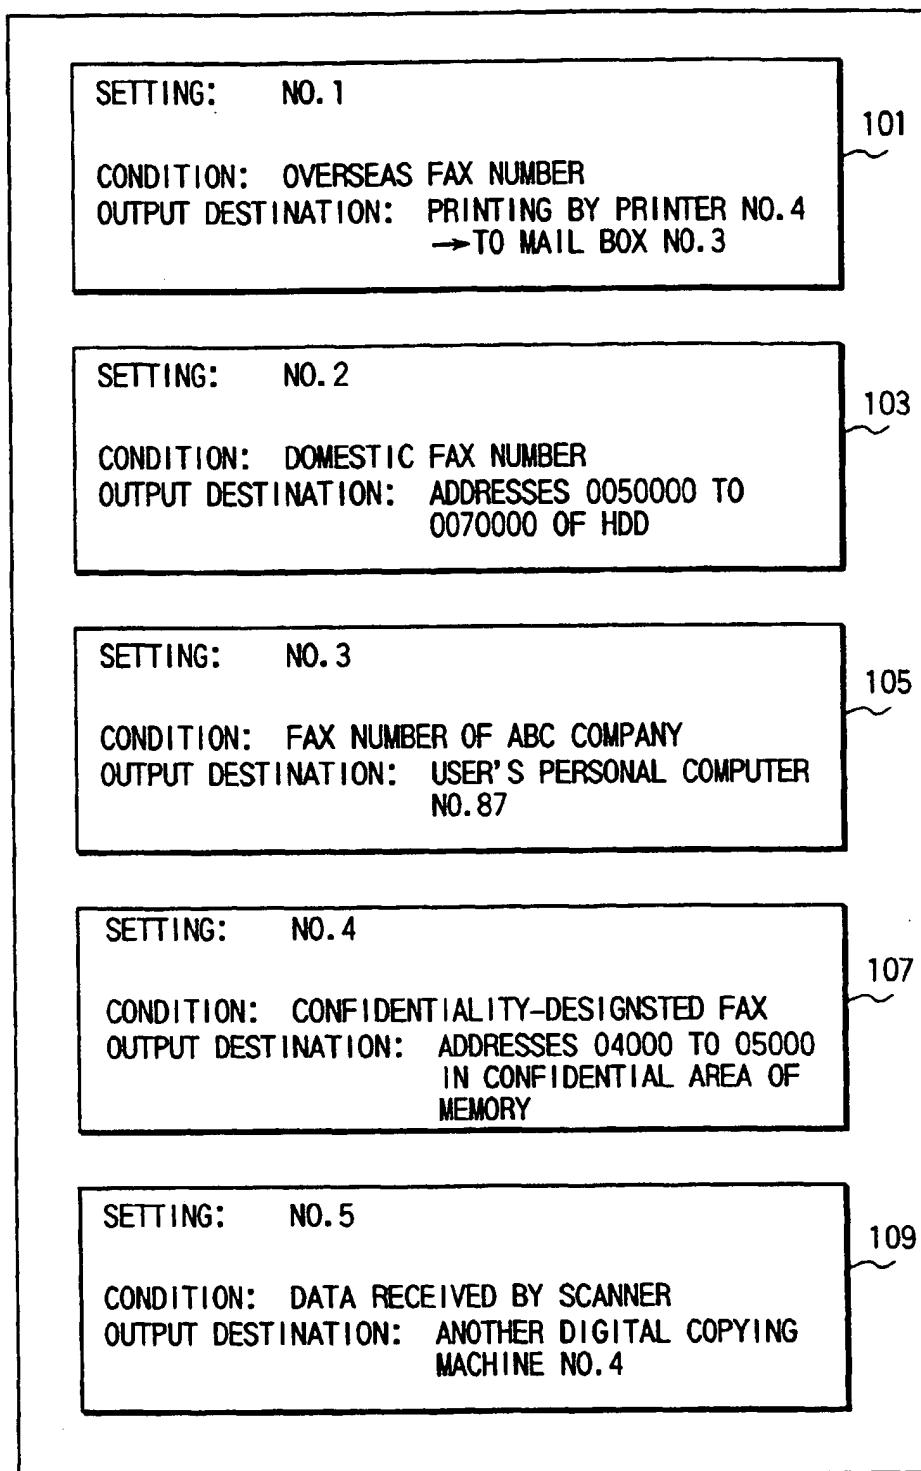 SETTING: NO.1
101
CONDITION: OVERSEAS FAX NUMBER
OUTPUT DESTINATION: PRINTING BY PRINTER NO.4
→TO MAIL BOX NO.3
SETTING: NO.2
103
CONDITION: DOMESTIC FAX NUMBER
OUTPUT DESTINATION: ADDRESSES 0050000 TO
0070000 OF HDD
SETTING: NO.3
105
CONDITION: FAX NUMBER OF ABC COMPANY
OUTPUT DESTINATION: USER'S PERSONAL COMPUTER
NO.87
SETTING: NO.4
107
CONDITION: CONFIDENTIALITY-DESIGNSTED FAX
OUTPUT DESTINATION: ADDRESSES 04000 TO 05000
IN CONFIDENTIAL AREA OF
MEMORY
SETTING: NO.5
109
CONDITION: DATA RECEIVED BY SCANNER
OUTPUT DESTINATION: ANOTHER DIGITAL COPYING
MACHINE NO.4